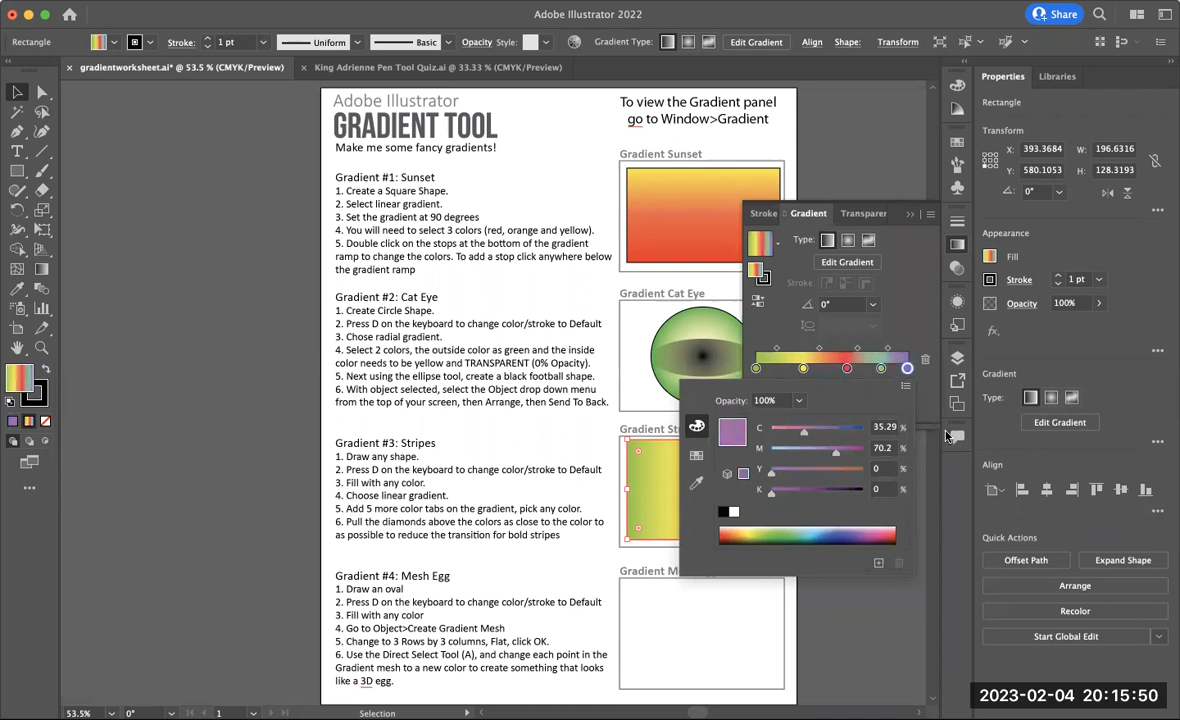 Adobe Illustrator 2022
Share
Rectangle
Stroke:
1 pt
Uniform
Basic
Opacity
Style:
Gradient Type:
Edit Gradient
Align
Shape:
Transform
gradientworksheet.ai* @ 53.5 % (CMYK/Preview)
King Adrienne Pen Tool Quiz.ai @ 33.33 % (CMYK/Preview)
Adobe Illustrator
GRADIENT TOOL
Make me some fancy gradients!
To view the Gradient panel
go to Window>Gradient
Gradient #1: Sunset
1. Create a Square Shape.
2. Select linear gradient.
3. Set the gradient at 90 degrees
4. You will need to select 3 colors (red, orange and yellow).
5. Double click on the stops at the bottom of the gradient
ramp to change the colors. To add a stop click anywhere below
the gradient ramp
Gradient #2: Cat Eye
1. Create Circle Shape.
2. Press D on the keyboard to change color/stroke to Default
3. Chose radial gradient.
4. Select 2 colors, the outside color as green and the inside
color needs to be yellow and TRANSPARENT (0% Opacity).
5. Next using the ellipse tool, create a black football shape.
6. With object selected, select the Object drop down menu
from the top of your screen, then Arrange, then Send To Back.
Gradient #3: Stripes
1. Draw any shape.
2. Press D on the keyboard to change color/stroke to Default
3. Fill with any color.
4. Choose linear gradient.
5. Add 5 more color tabs on the gradient, pick any color.
6. Pull the diamonds above the colors as close to the color to
as possible to reduce the transition for bold stripes
Gradient #4: Mesh Egg
1. Draw an oval
2. Press D on the keyboard to change color/stroke to Default
3. Fill with any color
4. Go to Object>Create Gradient Mesh
5. Change to 3 Rows by 3 columns, Flat, click OK.
6. Use the Direct Select Tool (A), and change each point in the
Gradient mesh to a new color to create something that looks
like a 3D egg.
Gradient Sunset
Gradient Cat Eye
Gradient Str
Gradient M
Stroke
Gradient
Transparer
Type:
Edit Gradient
Stroke:
0°
Opacity:
100%
C
35.29
%
M
70.2
%
Y
0
%
K
0
%
Properties
Libraries
Rectangle
Transform
X:
393.3684
W:
196.6316
Y:
580.1053
H:
128.3193
0°
Appearance
Fill
Stroke
1 pt
Opacity
100%
fx.
Gradient
Type:
Edit Gradient
Align
Quick Actions
Offset Path
Expand Shape
Arrange
Recolor
Start Global Edit
53.5%
0°
1
Selection
2023-02-04 20:15:50